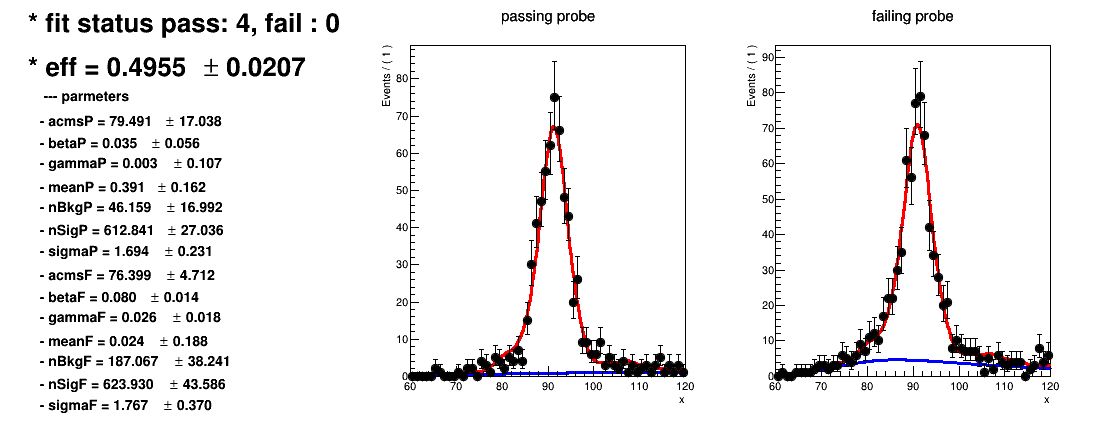 * fit status pass: 4, fail : 0
* eff = 0.4955 ± 0.0207
--- parmeters
- acmsP = 79.491 ± 17.038
- betaP = 0.035 ± 0.056
- gammaP = 0.003 ± 0.107
- meanP = 0.391 ± 0.162
- nBkgP = 46.159 ± 16.992
- nSigP = 612.841 ± 27.036
- sigmaP = 1.694 ± 0.231
- acmsF = 76.399 ± 4.712
- betaF = 0.080 ± 0.014
- gammaF = 0.026 ± 0.018
- meanF = 0.024 ± 0.188
- nBkgF = 187.067 ± 38.241
- nSigF = 623.930 ± 43.586
- sigmaF = 1.767 ± 0.370
passing probe
Events / ( 1 )
80
70
60
50
40
30
20
10
0
60 70 80 90 100 110 120
x
failing probe
Events / ( 1 )
90
80
70
60
50
40
30
20
10
0
60 70 80 90 100 110 120
x